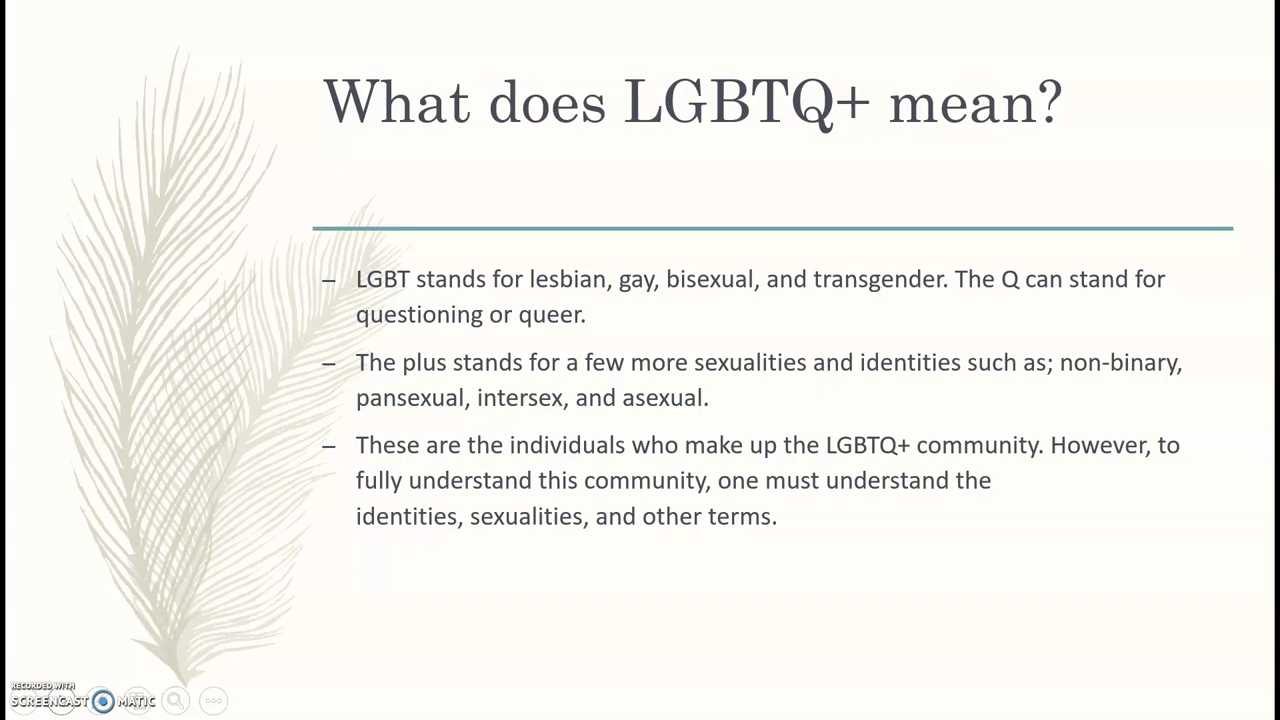 What does LGBTQ+ mean?
– LGBT stands for lesbian, gay, bisexual, and transgender. The Q can stand for
questioning or queer.
– The plus stands for a few more sexualities and identities such as; non-binary,
pansexual, intersex, and asexual.
– These are the individuals who make up the LGBTQ+ community. However, to
fully understand this community, one must understand the
identities, sexualities, and other terms.
RECORDED WITH
SCREENCAST MATIC